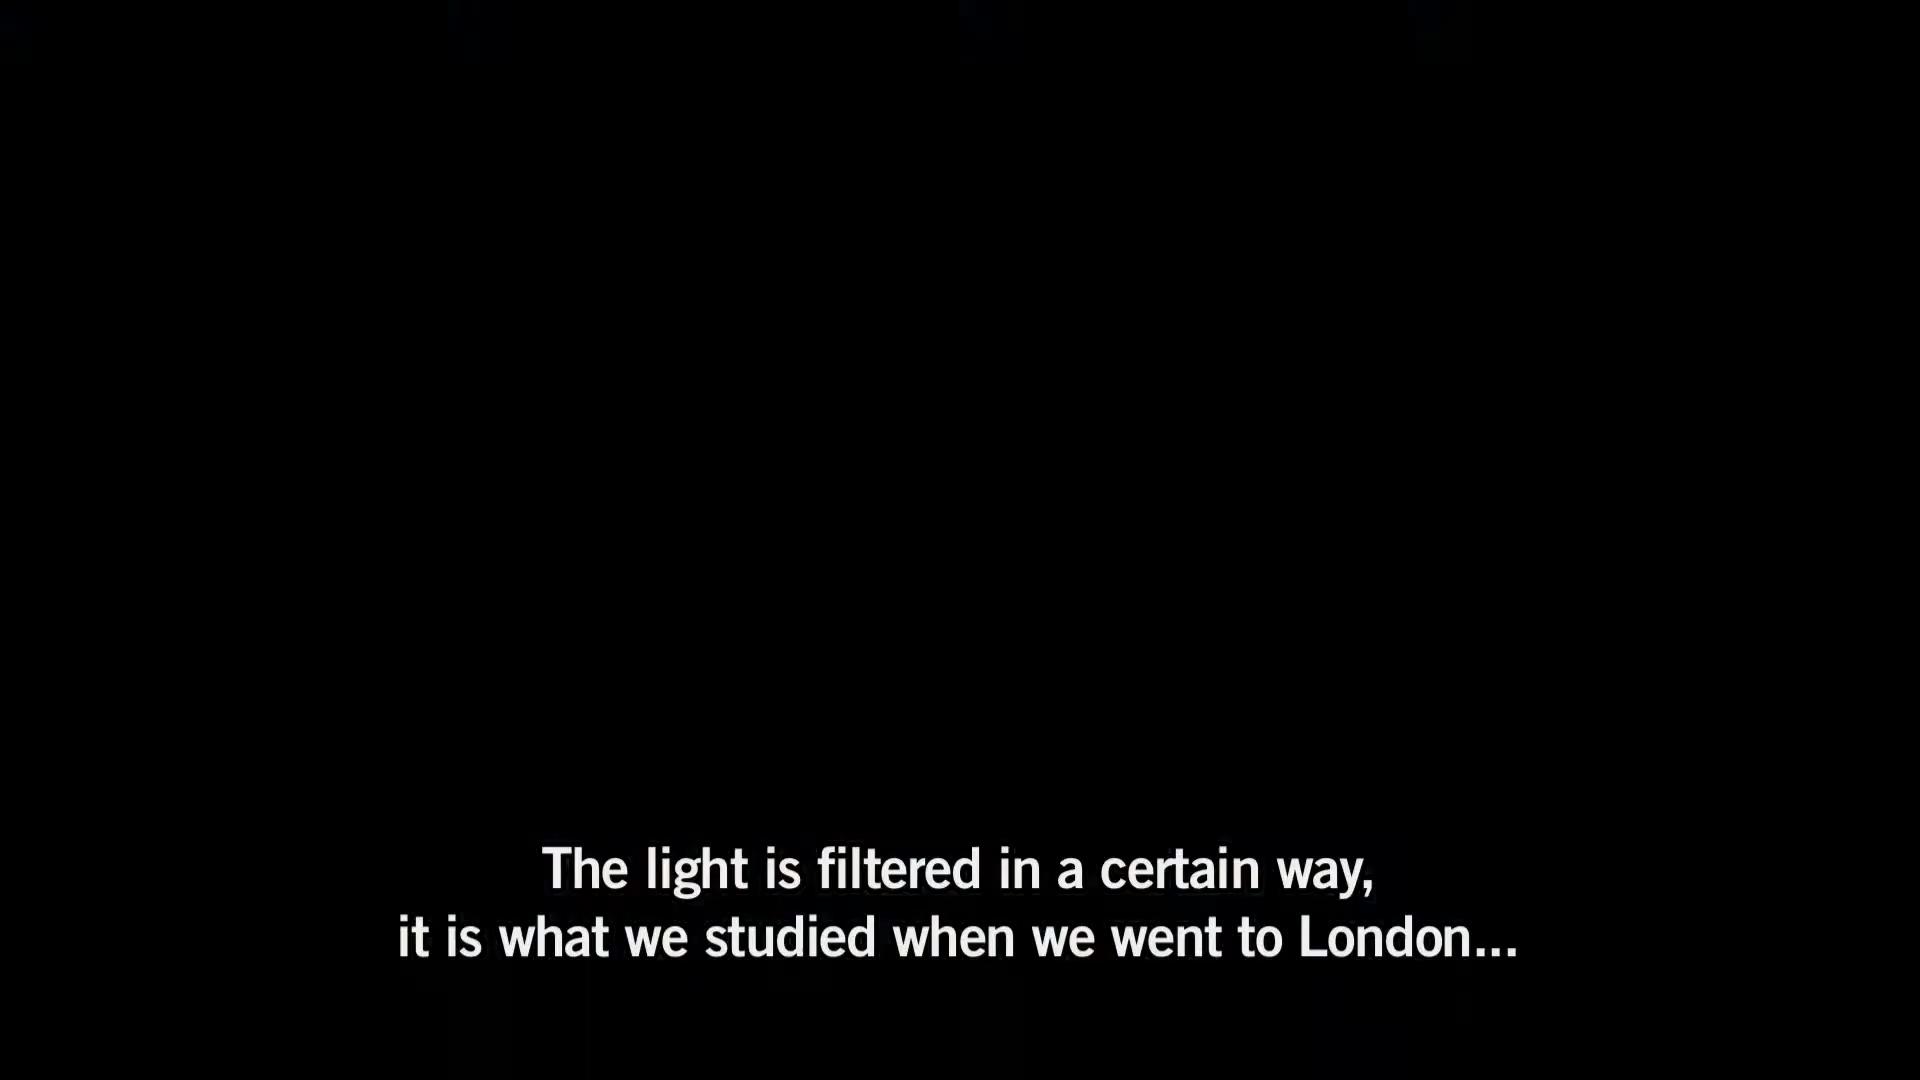 The light is filtered in a certain way,
it is what we studied when we went to London...